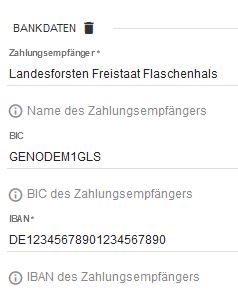 BANKDATEN
Zahlungsempfänger *
Landesforsten Freistaat Flaschenhals
Name des Zahlungsempfängers
BIC
GENODEM1GLS
BIC des Zahlungsempfängers
IBAN *
DE12345678901234567890
IBAN des Zahlungsempfängers